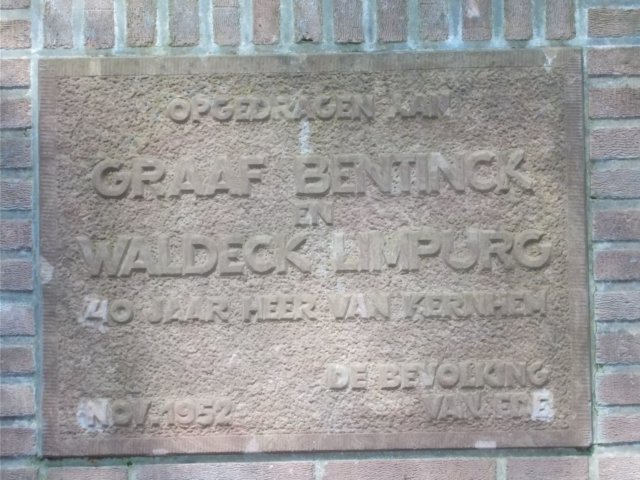 OPGEDRAGEN AAN
GRAAF BENTINCK
EN
WALDECK LIMPURG
40 JAAR HEER VAN KERNHEM
DE BEVOLKING
NOV. 1952 VAN EDE